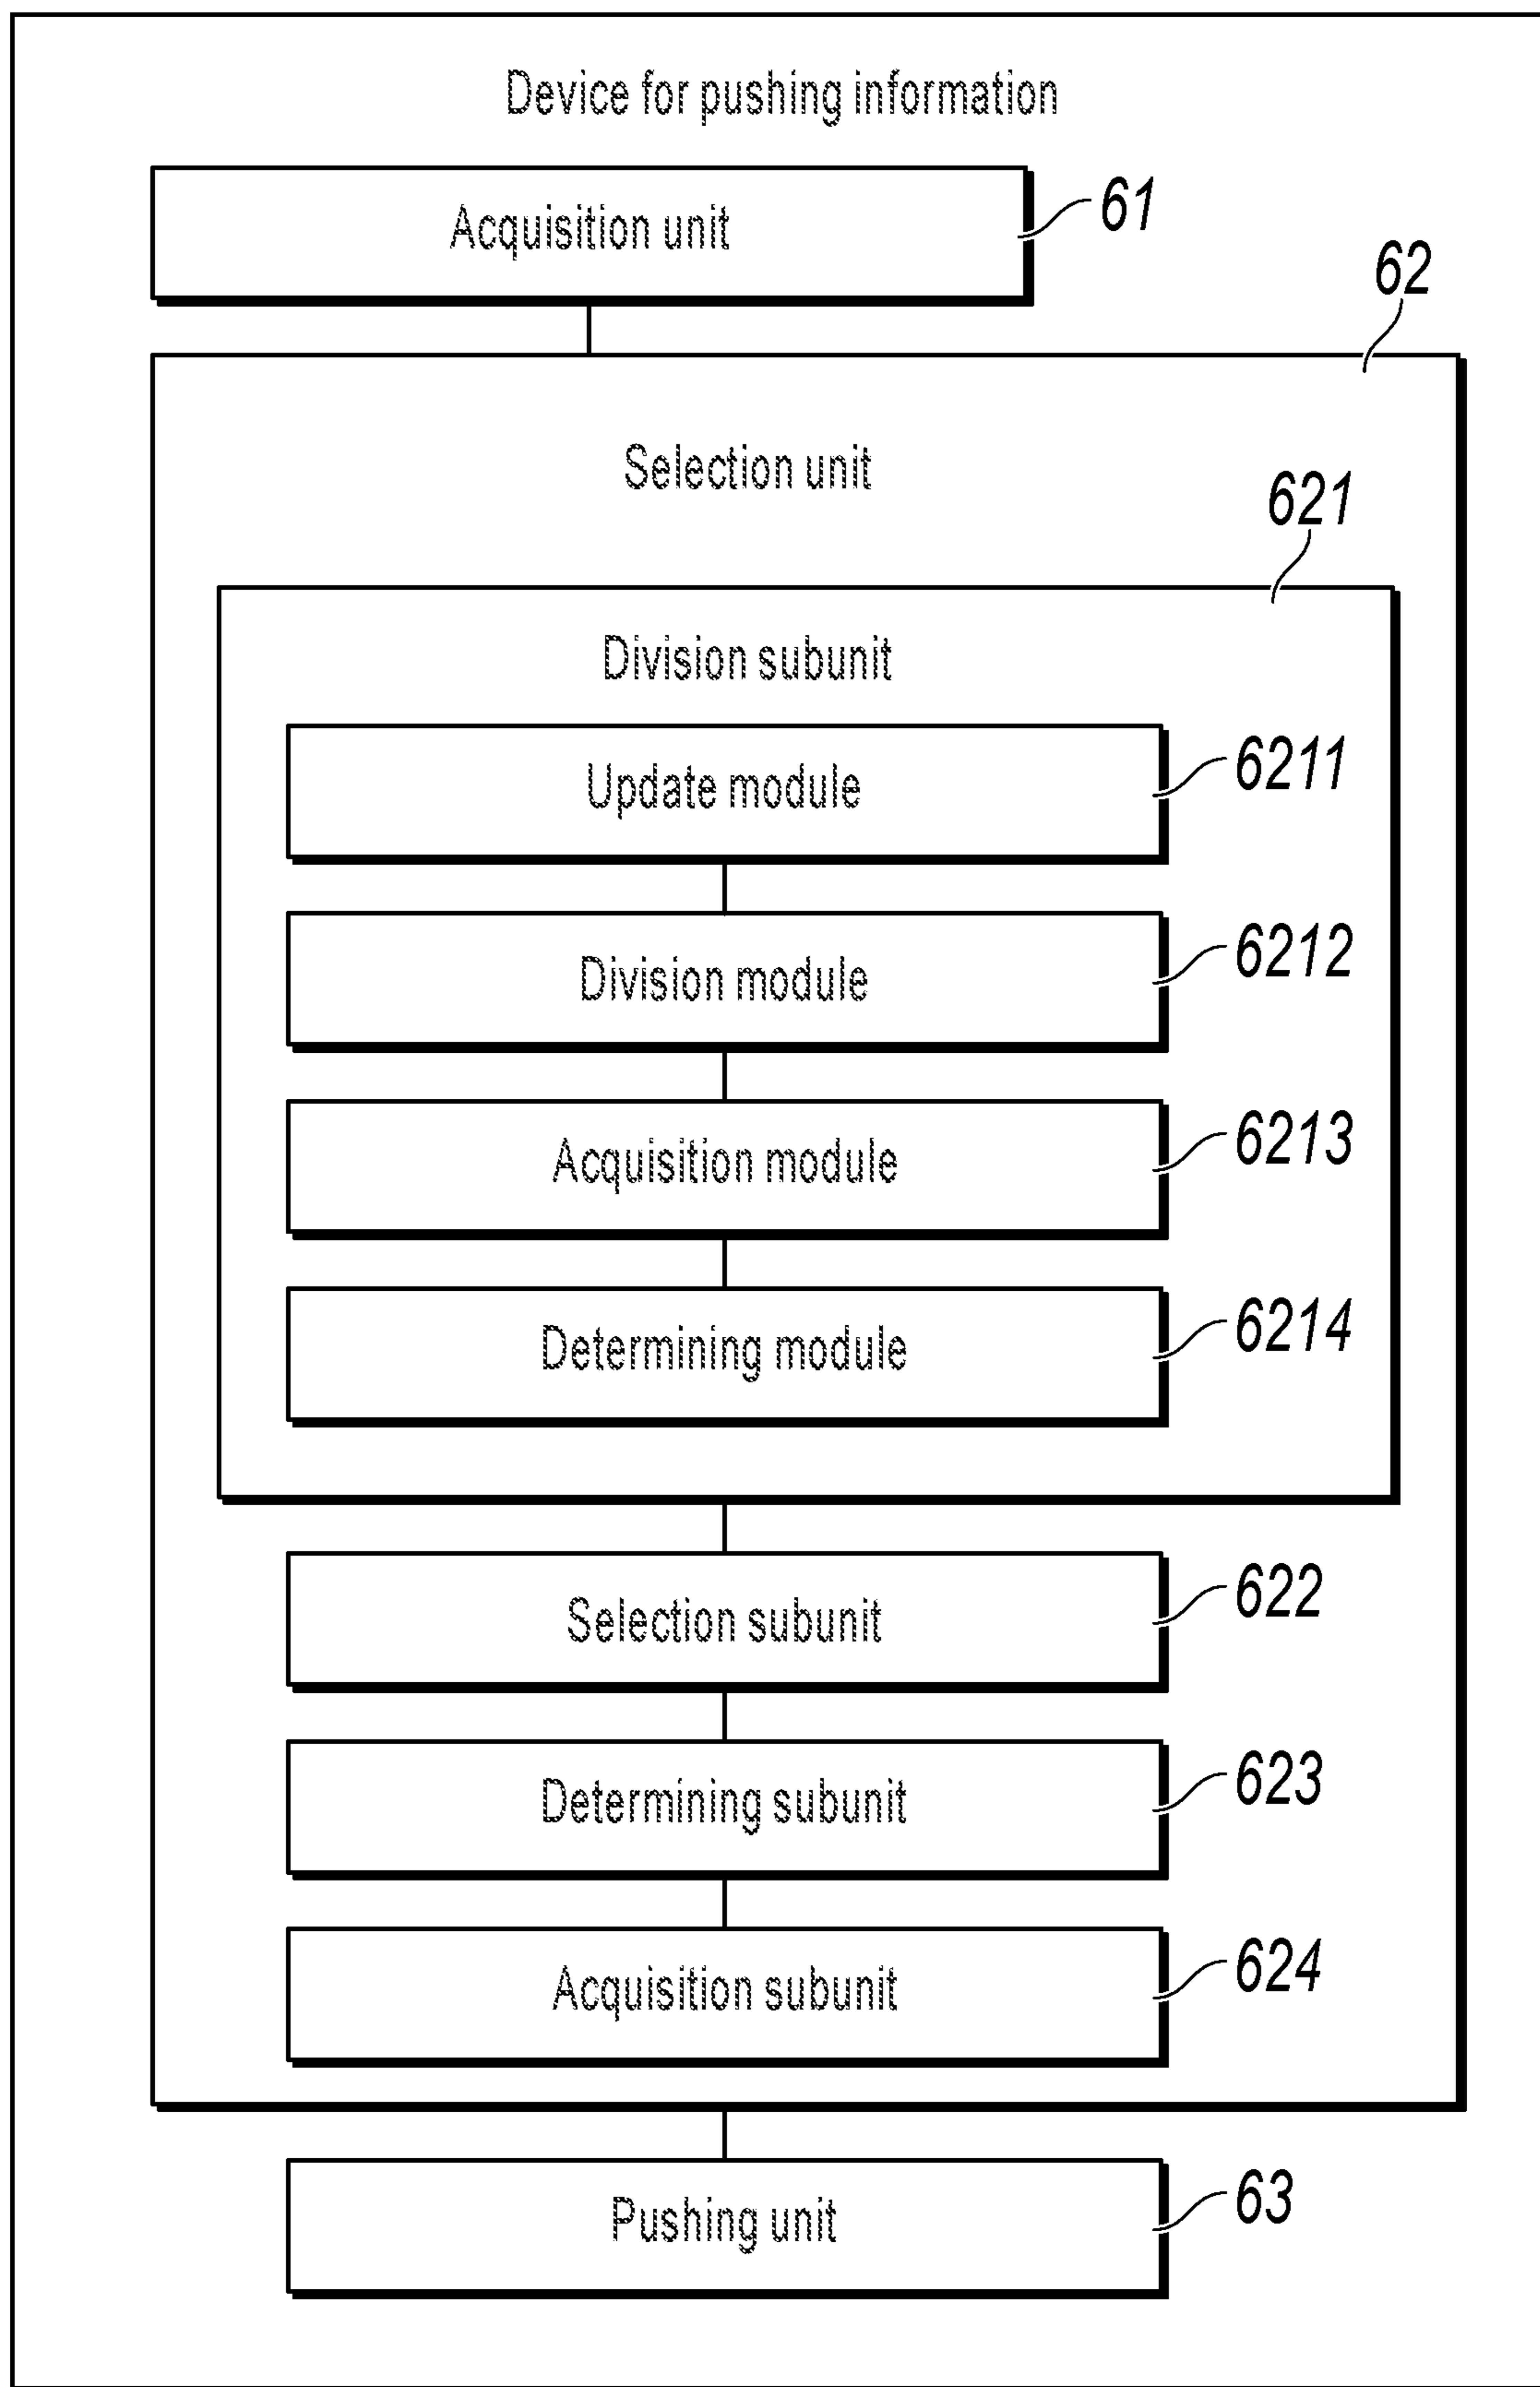 Device for pushing information
Acquisition unit
61
62
Selection unit
621
Division subunit
Update module
6211
Division module
6212
Acquisition module
6213
Determining module
6214
Selection subunit
622
Determining subunit
623
Acquisition subunit
624
Pushing unit
63